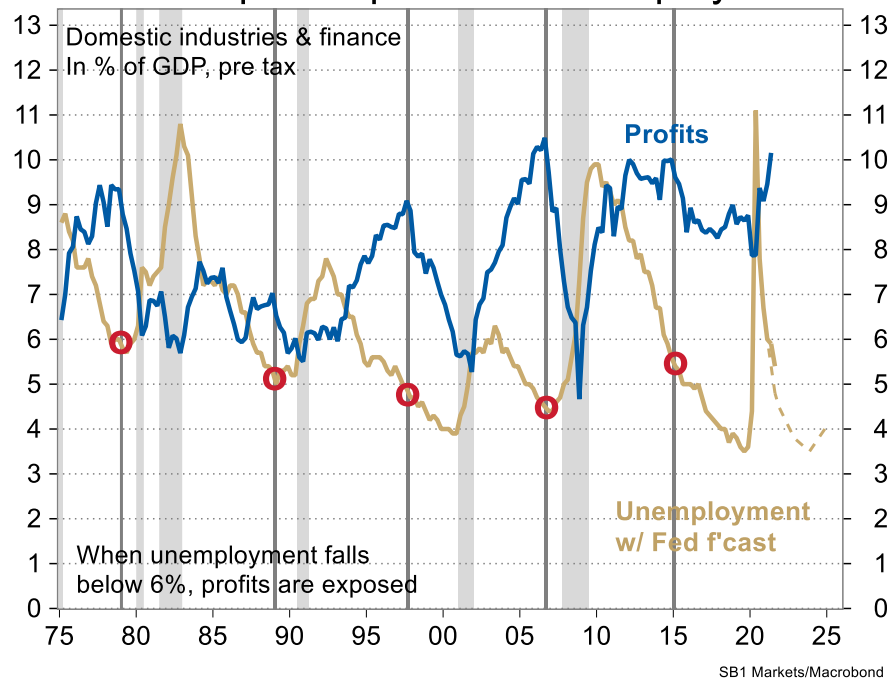 13 13
Domestic industries & finance
In % of GDP, pre tax
12 12
11 11
Profits
10 10
9 9
8 8
7 7
6 6
5 5
4 4
3 3
Unemployment
w/ Fed f'cast
2 2
When unemployment falls
below 6%, profits are exposed
1 1
0 0
75 80 85 90 95 00 05 10 15 20 25
SB1 Markets/Macrobond